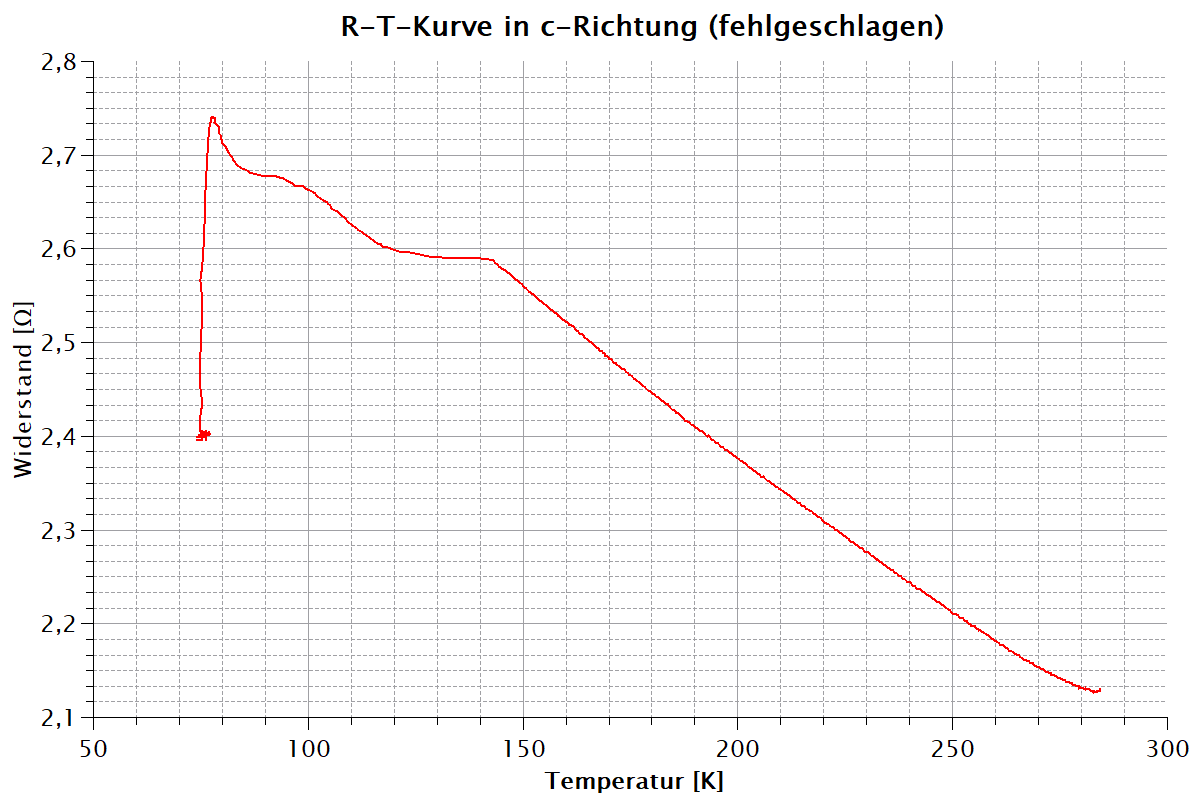 R-T-Kurve in c-Richtung (fehlgeschlagen)
2,8
2,7
2,6
2,5
2,4
2,3
2,2
2,1
Widerstand [Ω]
50 100 150 200 250 300
Temperatur [K]